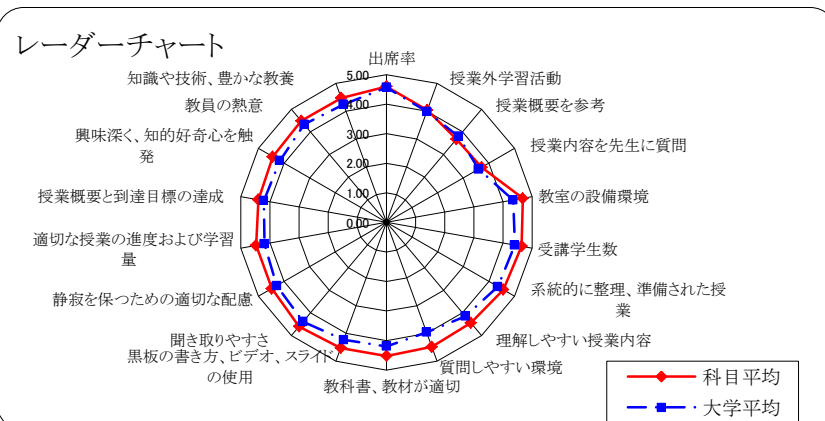 レーダーチャート
出席率
授業外学習活動
授業概要を参考
授業内容を先生に質問
教室の設備環境
受講学生数
系統的に整理、準備された授
業
理解しやすい授業内容
質問しやすい環境
教科書、教材が適切
黒板の書き方、ビデオ、スライド
の使用
聞き取りやすさ
静寂を保つための適切な配慮
適切な授業の進度および学習
量
授業概要と到達目標の達成
興味深く、知的好奇心を触
発
教員の熱意
知識や技術、豊かな教養
5.00
4.00
3.00
2.00
1.00
0.00
科目平均
大学平均